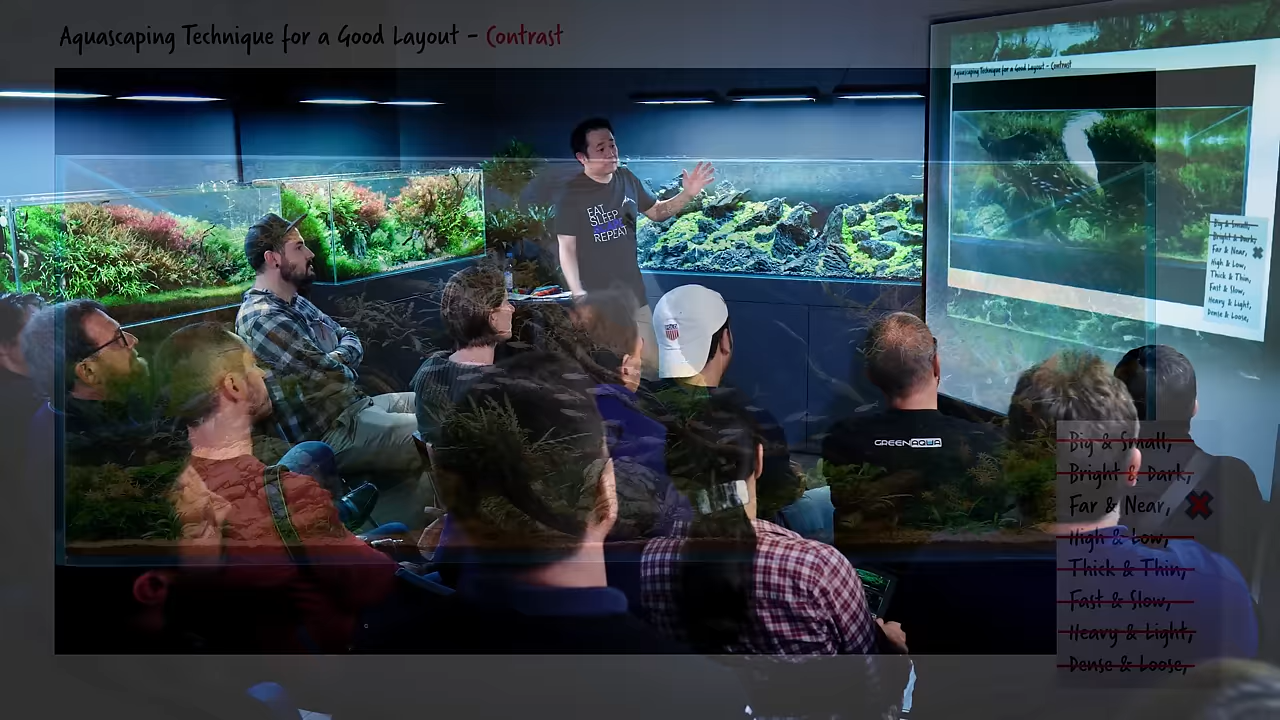 Aquascaping Technique for a Good Layout - Contrast
Aquascaping Technique for a Good Layout - Contrast
EAT
SLEEP
REPEAT
Big & Small,
Bright & Dark,
Far & Near,
High & Low,
Thick & Thin,
Fast & Slow,
Heavy & Light,
Dense & Loose,
GREENAQUA
Big & Small,
Bright & Dark,
Far & Near,
High & Low,
Thick & Thin,
Fast & Slow,
Heavy & Light,
Dense & Loose,